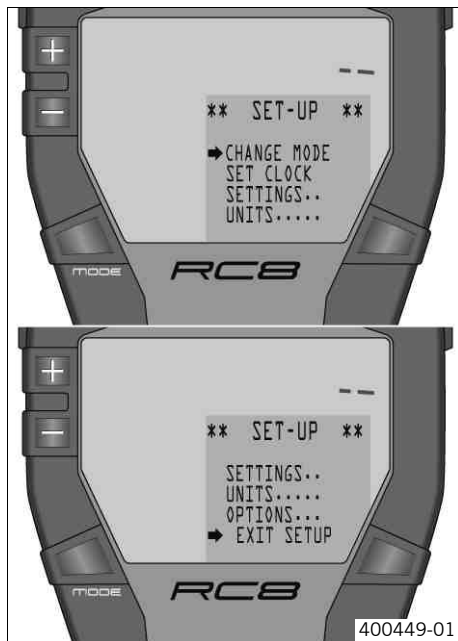 +
--
** SET-UP **
➡CHANGE MODE
SET CLOCK
SETTINGS..
UNITS.....
−
MODE
RC8
+
--
** SET-UP **
SETTINGS..
UNITS.....
OPTIONS...
➡ EXIT SETUP
−
MODE
RC8
400449-01